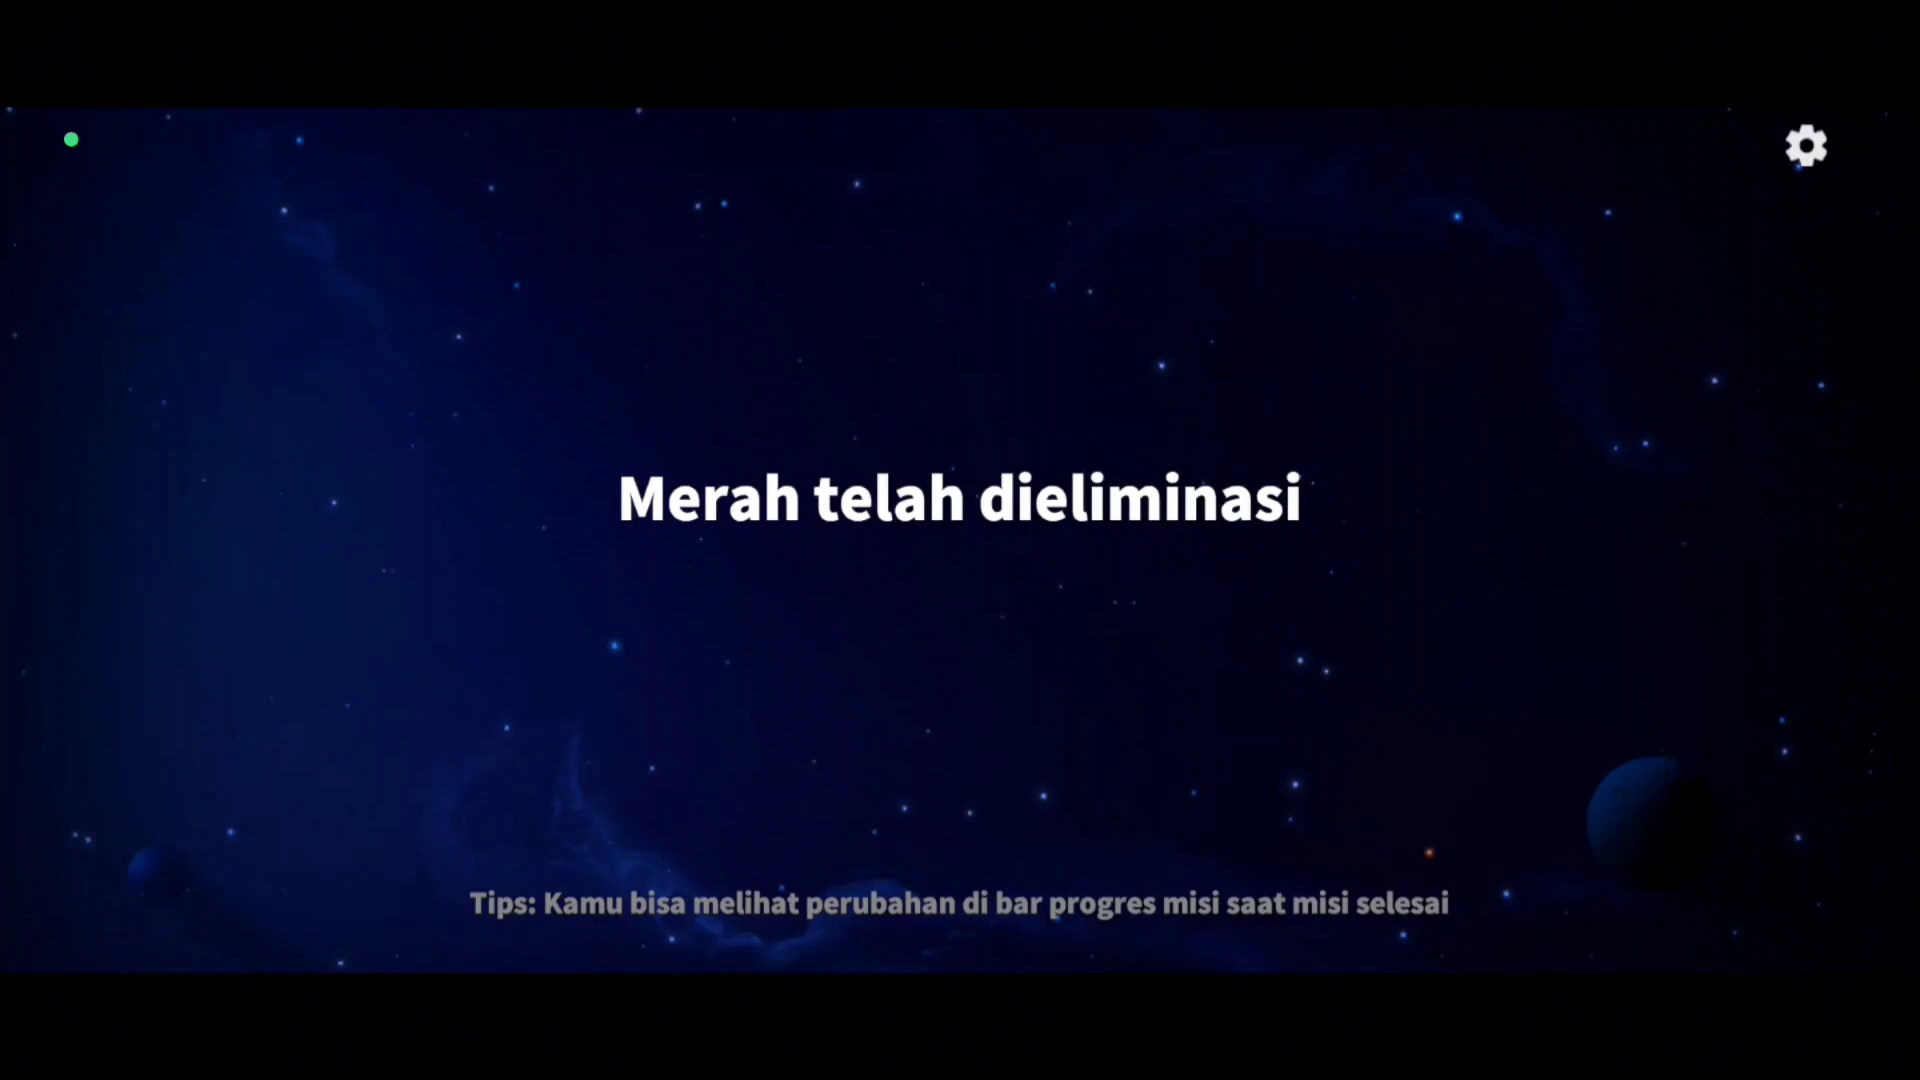 Merah telah dieliminasi
Tips: Kamu bisa melihat perubahan di bar progres misi saat misi selesai